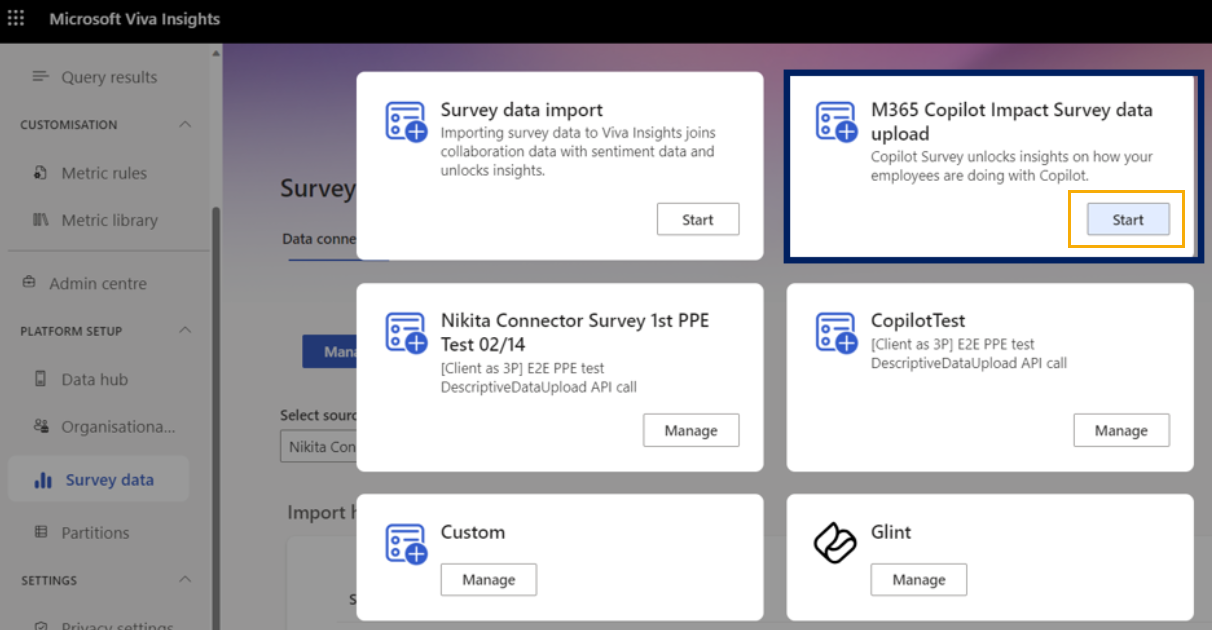 Microsoft Viva Insights
Query results
CUSTOMISATION
Metric rules
Metric library
Admin centre
PLATFORM SETUP
Data hub
Organisationa...
Survey data
Partitions
SETTINGS
Privacy settings
Survey
Data conne
Mana
Select sourc
Nikita Con
Import h
S
Survey data import
Importing survey data to Viva Insights joins
collaboration data with sentiment data and
unlocks insights.
Start
M365 Copilot Impact Survey data
upload
Copilot Survey unlocks insights on how your
employees are doing with Copilot.
Start
Nikita Connector Survey 1st PPE
Test 02/14
[Client as 3P] E2E PPE test
DescriptiveDataUpload API call
Manage
CopilotTest
[Client as 3P] E2E PPE test
DescriptiveDataUpload API call
Manage
Custom
Manage
Glint
Manage